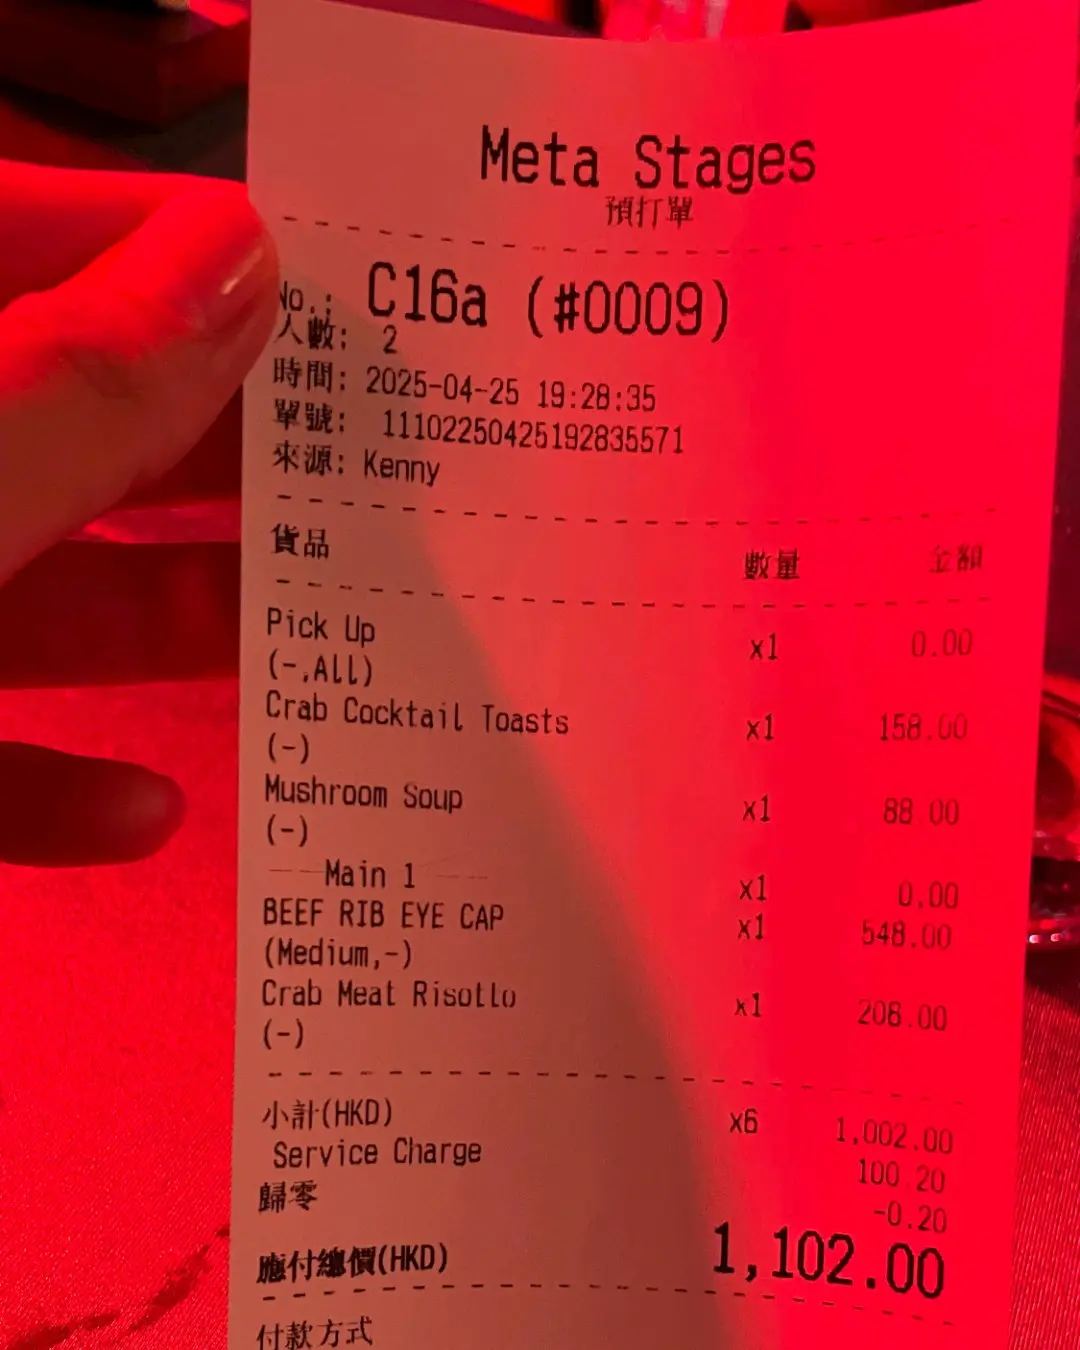 Meta Stages
預打單
No.: C16a (#0009)
人數: 2
時間: 2025-04-25 19:28:35
單號: 11102250425192835571
來源: Kenny
貨品 數量 金額
Pick Up x1 0.00
(-,All)
Crab Cocktail Toasts x1 158.00
(-)
Mushroom Soup x1 88.00
(-)
Main 1 x1 0.00
BEEF RIB EYE CAP x1 548.00
(Medium,-)
Crab Meat Risotto x1 208.00
(-)
小計(HKD) x6 1,002.00
Service Charge 100.20
歸零 -0.20
應付總價(HKD) 1,102.00
付款方式